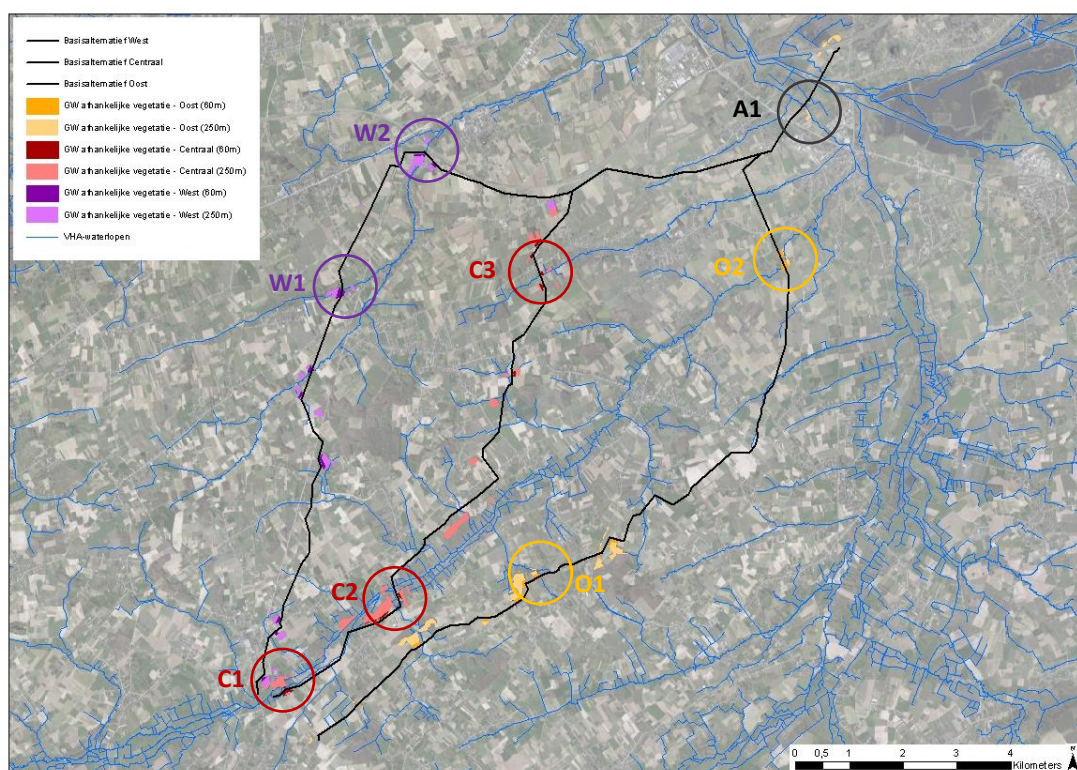 Basisalternatief West
Basisalternatief Centraal
Basisalternatief Oost
GW afhankelijke vegetatie - Oost (60m)
GW afhankelijke vegetatie - Oost (250m)
GW afhankelijke vegetatie - Centraal (60m)
GW afhankelijke vegetatie - Centraal (250m)
GW afhankelijke vegetatie - West (60m)
GW afhankelijke vegetatie - West (250m)
VHA-waterlopen
A1
W2
O2
C3
W1
O1
C2
C1
0 0,5 1 2 3 4
Kilometers